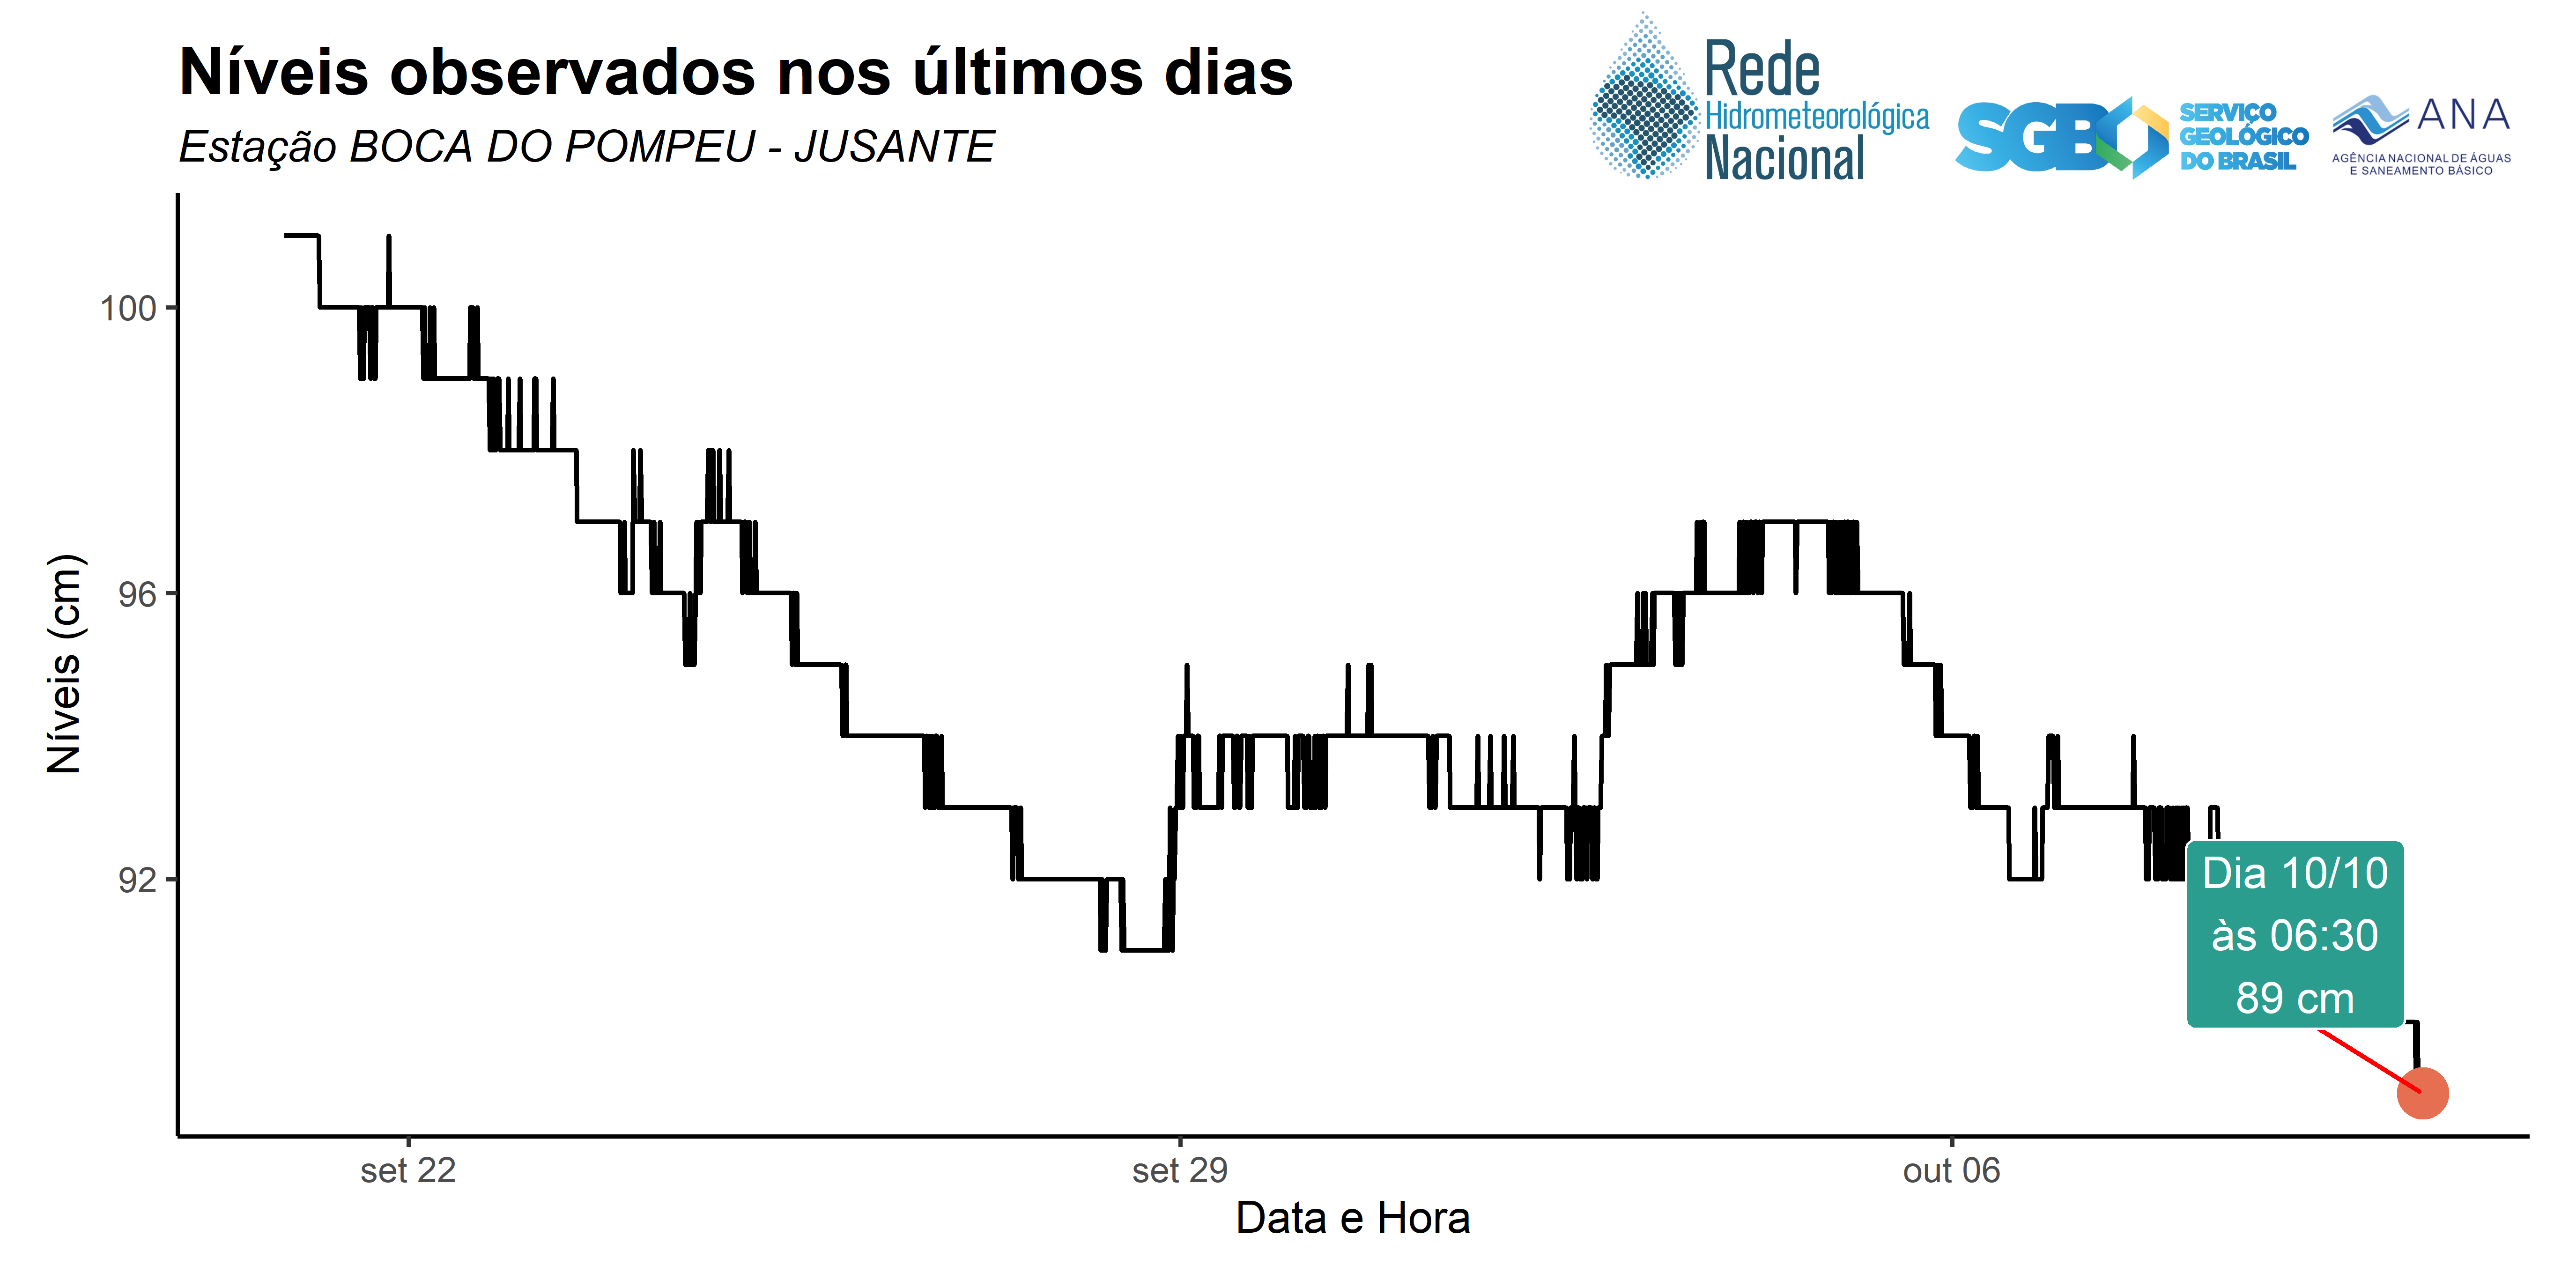 Níveis observados nos últimos dias
Estação BOCA DO POMPEU - JUSANTE
Rede
Hidrometeorológica
Nacional
SGB
SERVIÇO
GEOLÓGICO
DO BRASIL
ANA
AGÊNCIA NACIONAL DE ÁGUAS
E SANEAMENTO BÁSICO
Níveis (cm)
100
96
92
Dia 10/10
às 06:30
89 cm
set 22
set 29
out 06
Data e Hora